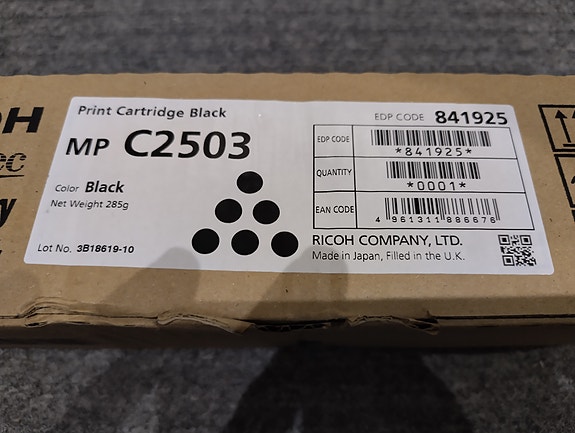 Print Cartridge Black
MP C2503
Color Black
Net Weight 285g
Lot No. 3B18619-10
EDP CODE 841925
EDP CODE
*841925*
QUANTITY
*0001*
EAN CODE
4 961311 886676
RICOH COMPANY, LTD.
Made in Japan, Filled in the U.K.